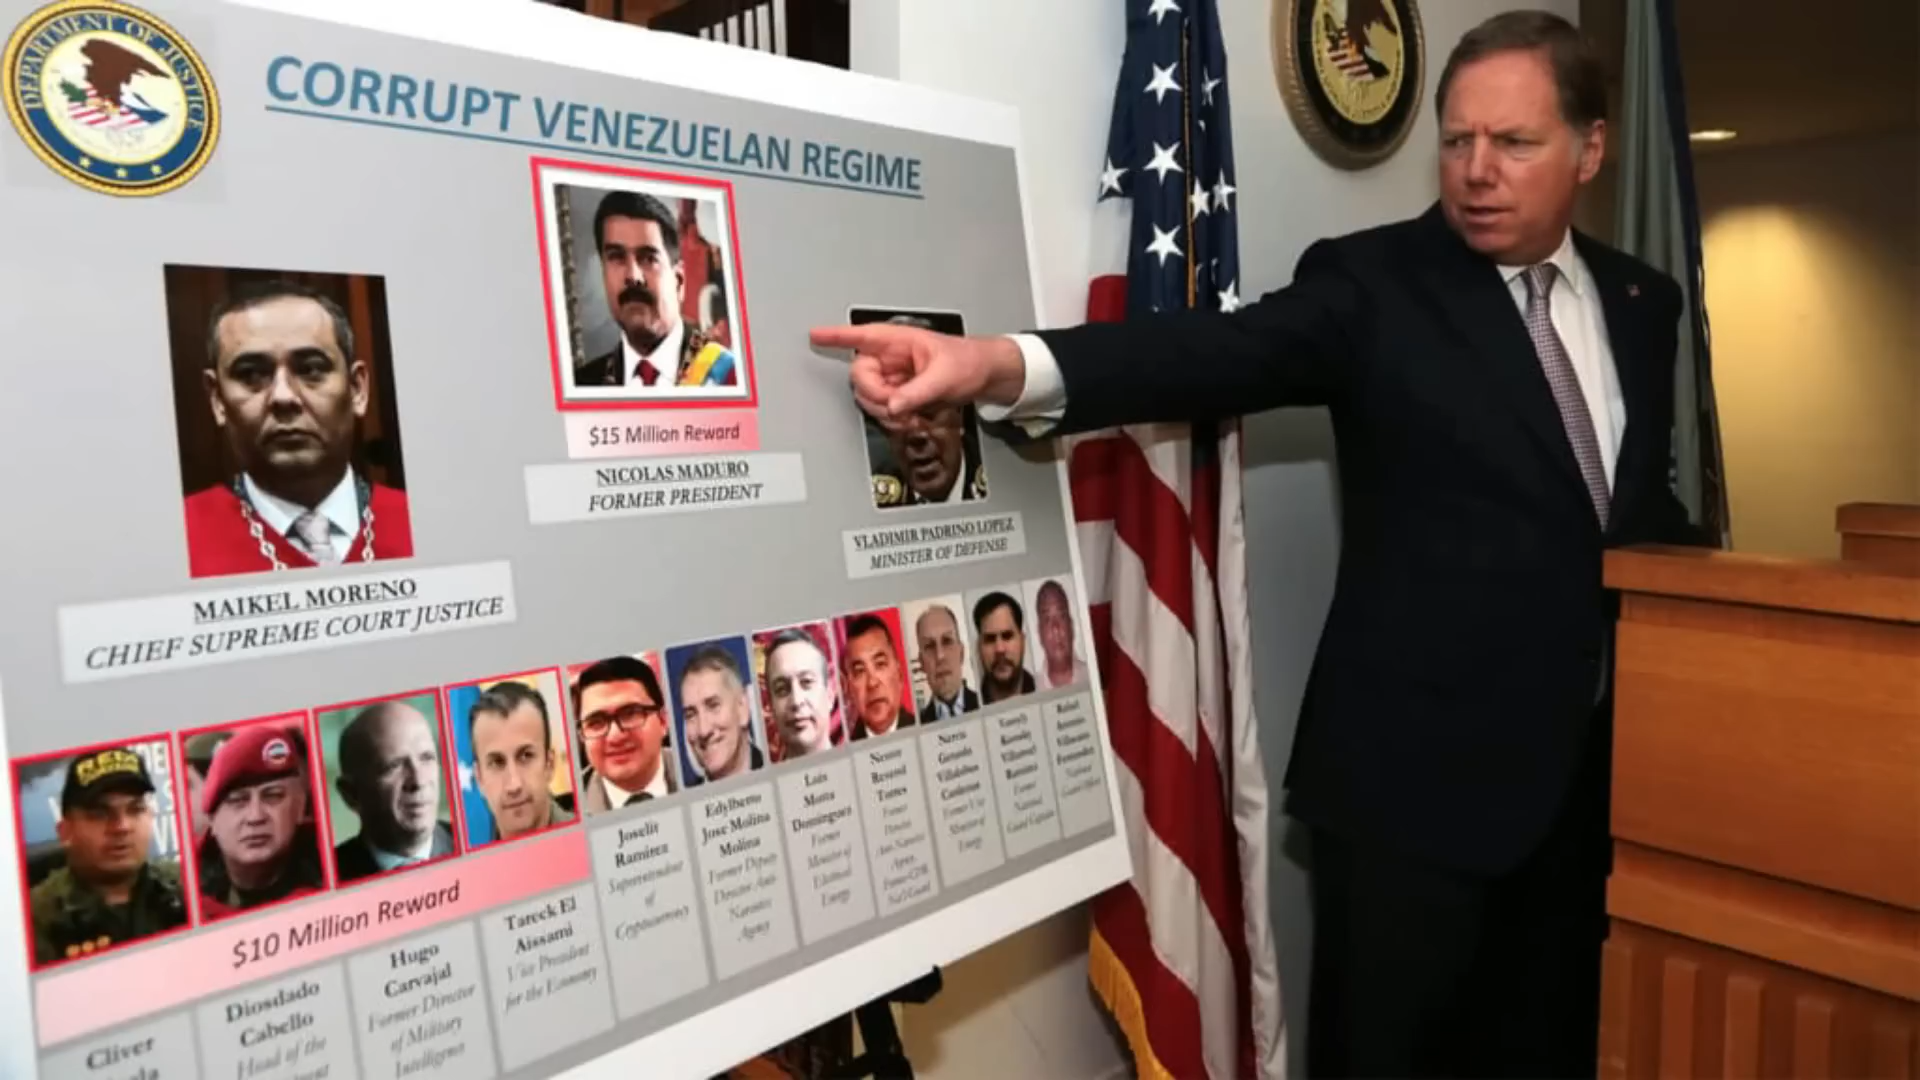 DEPARTMENT OF JUSTICE
CORRUPT VENEZUELAN REGIME
$15 Million Reward
NICOLAS MADURO
FORMER PRESIDENT
VLADIMIR PADRINO LOPEZ
MINISTER OF DEFENSE
MAIKEL MORENO
CHIEF SUPREME COURT JUSTICE
$10 Million Reward
Cliver
Diosdado
Cabello
Head of the
Hugo
Carvajal
Former Director
of Military
Intelligence
Tareck El
Aissami
Vice President
for the Economy
Joselit
Ramirez
Superintendent
of
Cryptocurrency
Edylberto
Jose Molina
Molina
Former Deputy
Director Anti-
Narcotics
Agency
Luis
Motta
Dominguez
Former
Minister of
Electrical
Energy
Nestor
Reverol
Torres
Former
Director
Anti-Narcotics
Agency
Nervis
Gerardo
Villalobos
Cardenas
Former Vice
Minister of
Energy
Former
National
Guard Captain
Rafael
Antonio
Villasana
Fernandez
National
Guard Officer